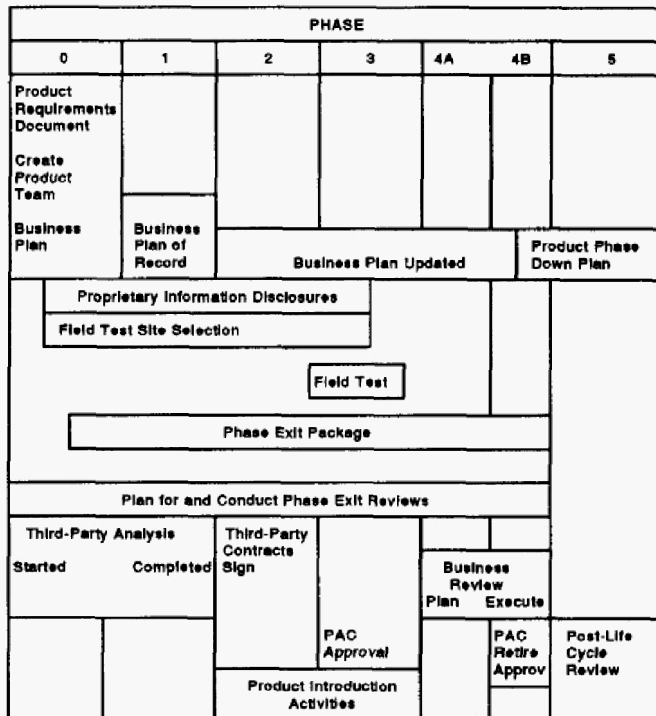 PHASE
0 1 2 3 4A 4B 5
Product
Requirements
Document
Create
Product
Team
Business
Plan
Business
Plan of
Record
Business Plan Updated
Product Phase
Down Plan
Proprietary Information Disclosures
Field Test Site Selection
Field Test
Phase Exit Package
Plan for and Conduct Phase Exit Reviews
Third-Party Analysis
Started Completed
Third-Party
Contracts
Sign
Business
Review
Plan Execute
PAC
Approval
PAC
Retire
Approv
Post-Life
Cycle
Review
Product Introduction
Activities